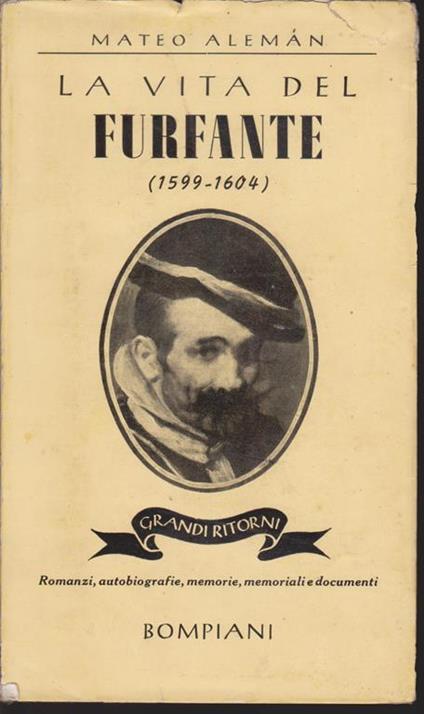 MATEO ALEMÁN
LA VITA DEL
FURFANTE
(1599-1604)
GRANDI RITORNI
Romanzi, autobiografie, memorie, memoriali e documenti
BOMPIANI